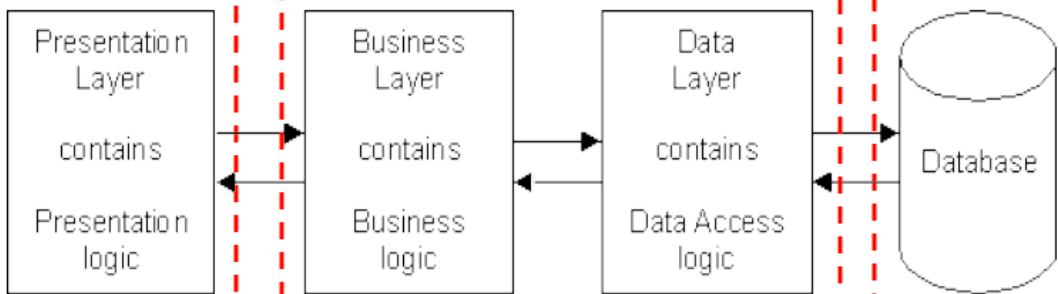 Presentation
Layer
contains
Presentation
logic
Business
Layer
contains
Business
logic
Data
Layer
contains
Data Access
logic
Database